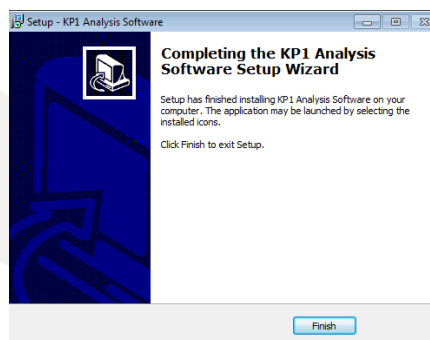 Setup - KP1 Analysis Software
Completing the KP1 Analysis
Software Setup Wizard
Setup has finished installing KP1 Analysis Software on your
computer. The application may be launched by selecting the
installed icons.
Click Finish to exit Setup.
Finish